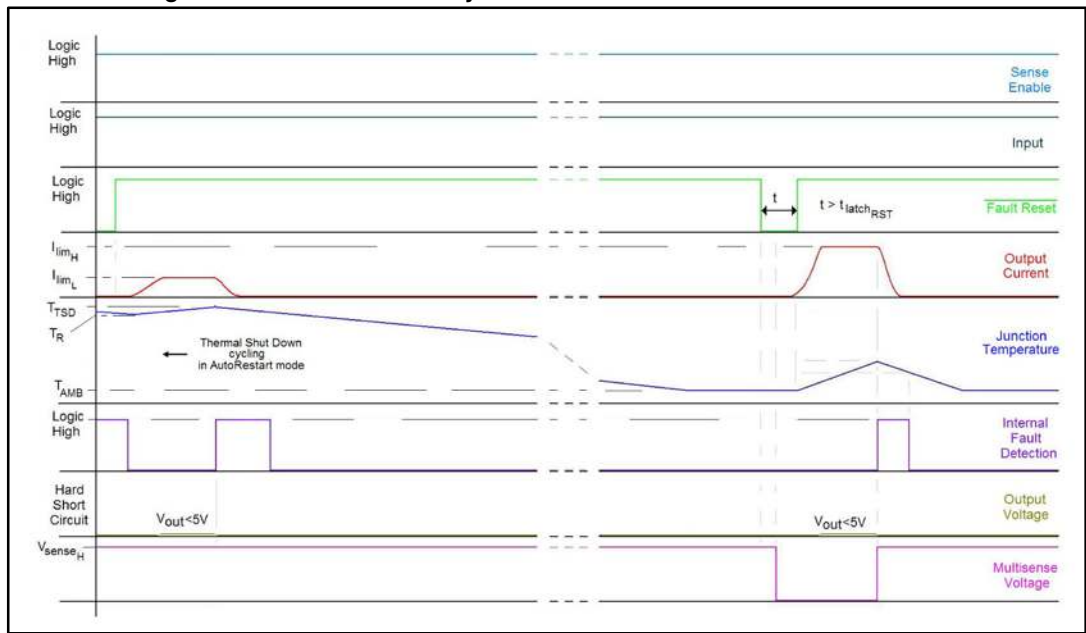 Logic
High
Sense
Enable
Logic
High
Input
Logic
High
t
t > tlatchRST
Fault Reset
IlimH
IlimL
Output
Current
TTSD
TR
Thermal Shut Down
cycling
in AutoRestart mode
Junction
Temperature
TAMB
Logic
High
Internal
Fault
Detection
Hard
Short
Circuit
Vout<5V
Vout<5V
Output
Voltage
VsenseH
Multisense
Voltage